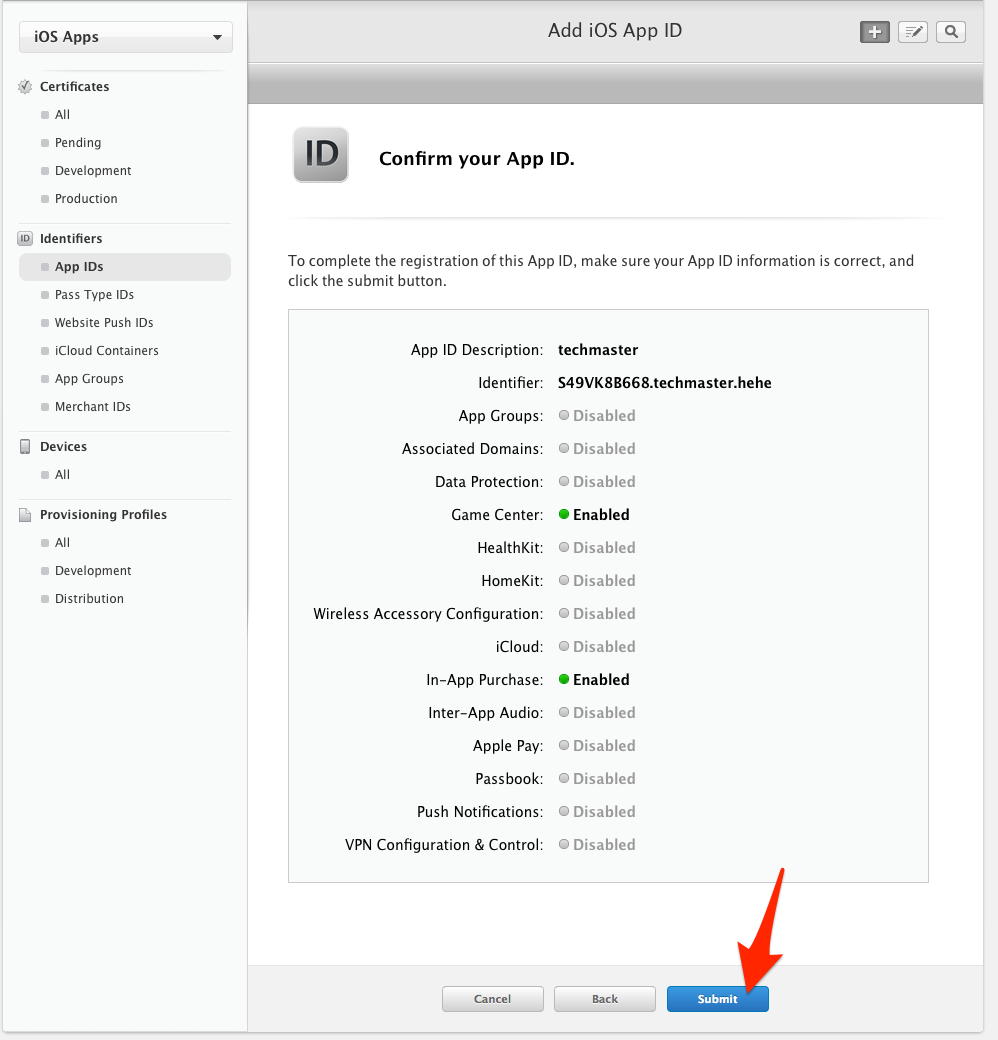 iOS Apps
Certificates
All
Pending
Development
Production
ID Identifiers
App IDs
Pass Type IDs
Website Push IDs
iCloud Containers
App Groups
Merchant IDs
Devices
All
Provisioning Profiles
All
Development
Distribution
Add iOS App ID
ID Confirm your App ID.
To complete the registration of this App ID, make sure your App ID information is correct, and
click the submit button.
App ID Description: techmaster
Identifier: S49VK8B668.techmaster.hehe
App Groups: Disabled
Associated Domains: Disabled
Data Protection: Disabled
Game Center: Enabled
HealthKit: Disabled
HomeKit: Disabled
Wireless Accessory Configuration: Disabled
iCloud: Disabled
In-App Purchase: Enabled
Inter-App Audio: Disabled
Apple Pay: Disabled
Passbook: Disabled
Push Notifications: Disabled
VPN Configuration & Control: Disabled
Cancel Back Submit